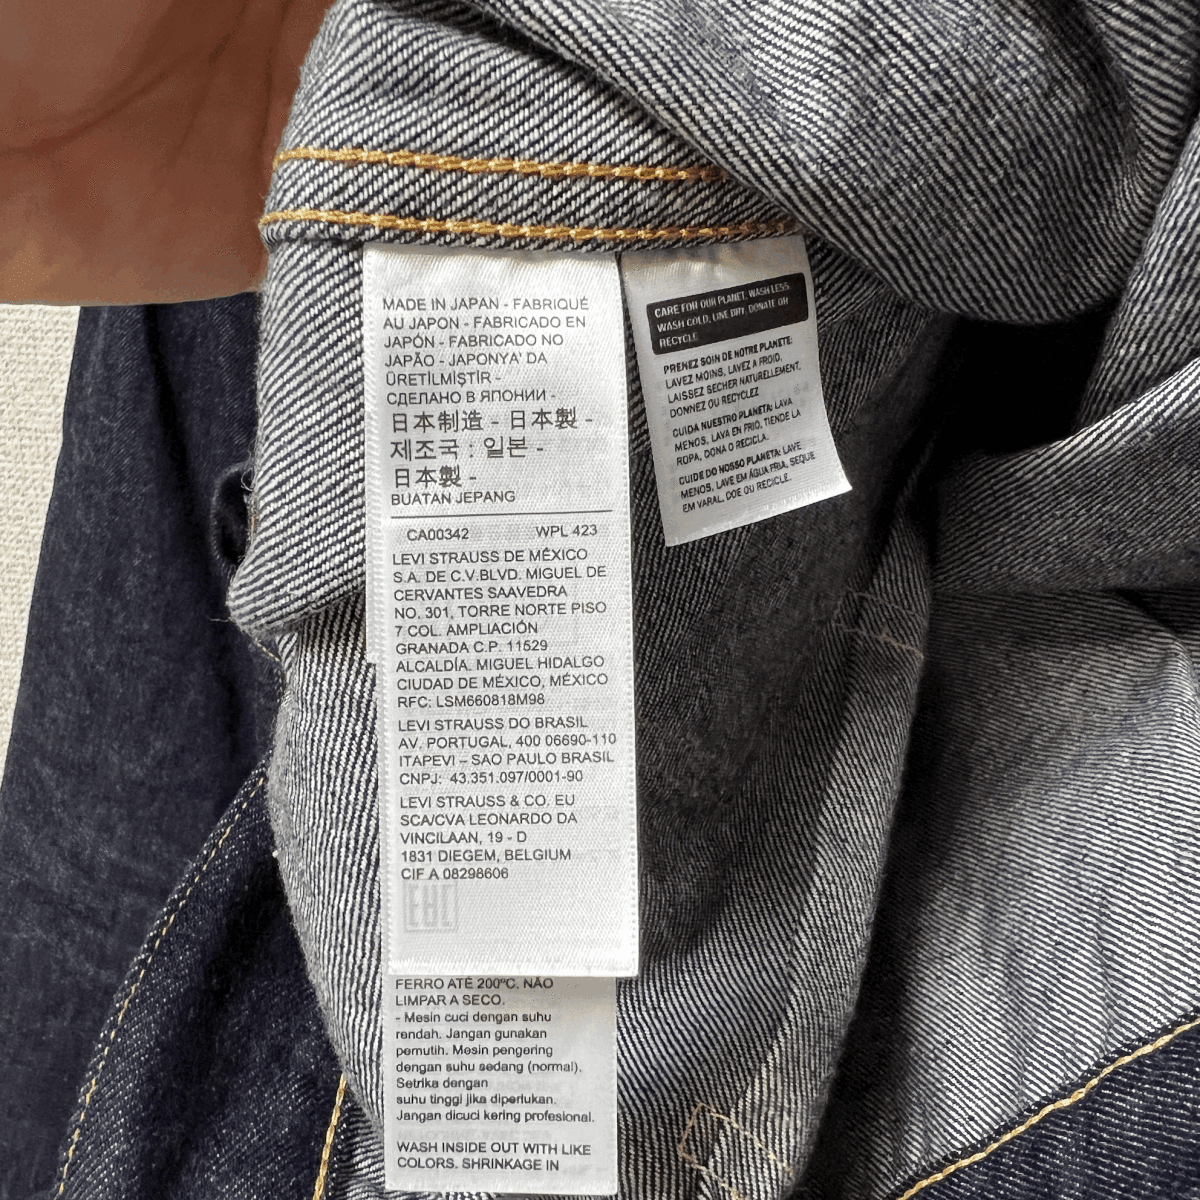 MADE IN JAPAN - FABRIQUÉ
AU JAPON - FABRICADO EN
JAPÓN - FABRICADO NO
JAPÃO - JAPONYA' DA
ÜRETİLMİŞTİR -
СДЕЛАНО В ЯПОНИИ -
日本制造 - 日本製 -
제조국 : 일본 -
日本製 -
BUATAN JEPANG
CA00342 WPL 423
LEVI STRAUSS DE MÉXICO
S.A. DE C.V.BLVD. MIGUEL DE
CERVANTES SAAVEDRA
NO. 301, TORRE NORTE PISO
7 COL. AMPLIACIÓN
GRANADA C.P. 11529
ALCALDÍA. MIGUEL HIDALGO
CIUDAD DE MÉXICO, MÉXICO
RFC: LSM660818M98
LEVI STRAUSS DO BRASIL
AV. PORTUGAL, 400 06690-110
ITAPEVI – SAO PAULO BRASIL
CNPJ: 43.351.097/0001-90
LEVI STRAUSS & CO. EU
SCA/CVA LEONARDO DA
VINCILAAN, 19 - D
1831 DIEGEM, BELGIUM
CIF A 08298606
EAC
FERRO ATÉ 200ºC. NÃO
LIMPAR A SECO.
- Mesin cuci dengan suhu
rendah. Jangan gunakan
pemutih. Mesin pengering
dengan suhu sedang (normal).
Setrika dengan
suhu tinggi jika diperlukan.
Jangan dicuci kering profesional.
WASH INSIDE OUT WITH LIKE
COLORS. SHRINKAGE IN
CARE FOR OUR PLANET. WASH LESS.
WASH COLD, LINE DRY, DONATE OR
RECYCLE
PRENEZ SOIN DE NOTRE PLANETE:
LAVEZ MOINS, LAVEZ A FROID,
LAISSEZ SECHER NATURELLEMENT,
DONNEZ OU RECYCLEZ
CUIDA NUESTRO PLANETA: LAVA
MENOS, LAVA EN FRIO, TIENDE LA
ROPA, DONA O RECICLA.
CUIDE DO NOSSO PLANETA: LAVE
MENOS, LAVE EM ÁGUA FRIA, SEQUE
EM VARAL, DOE OU RECICLE.